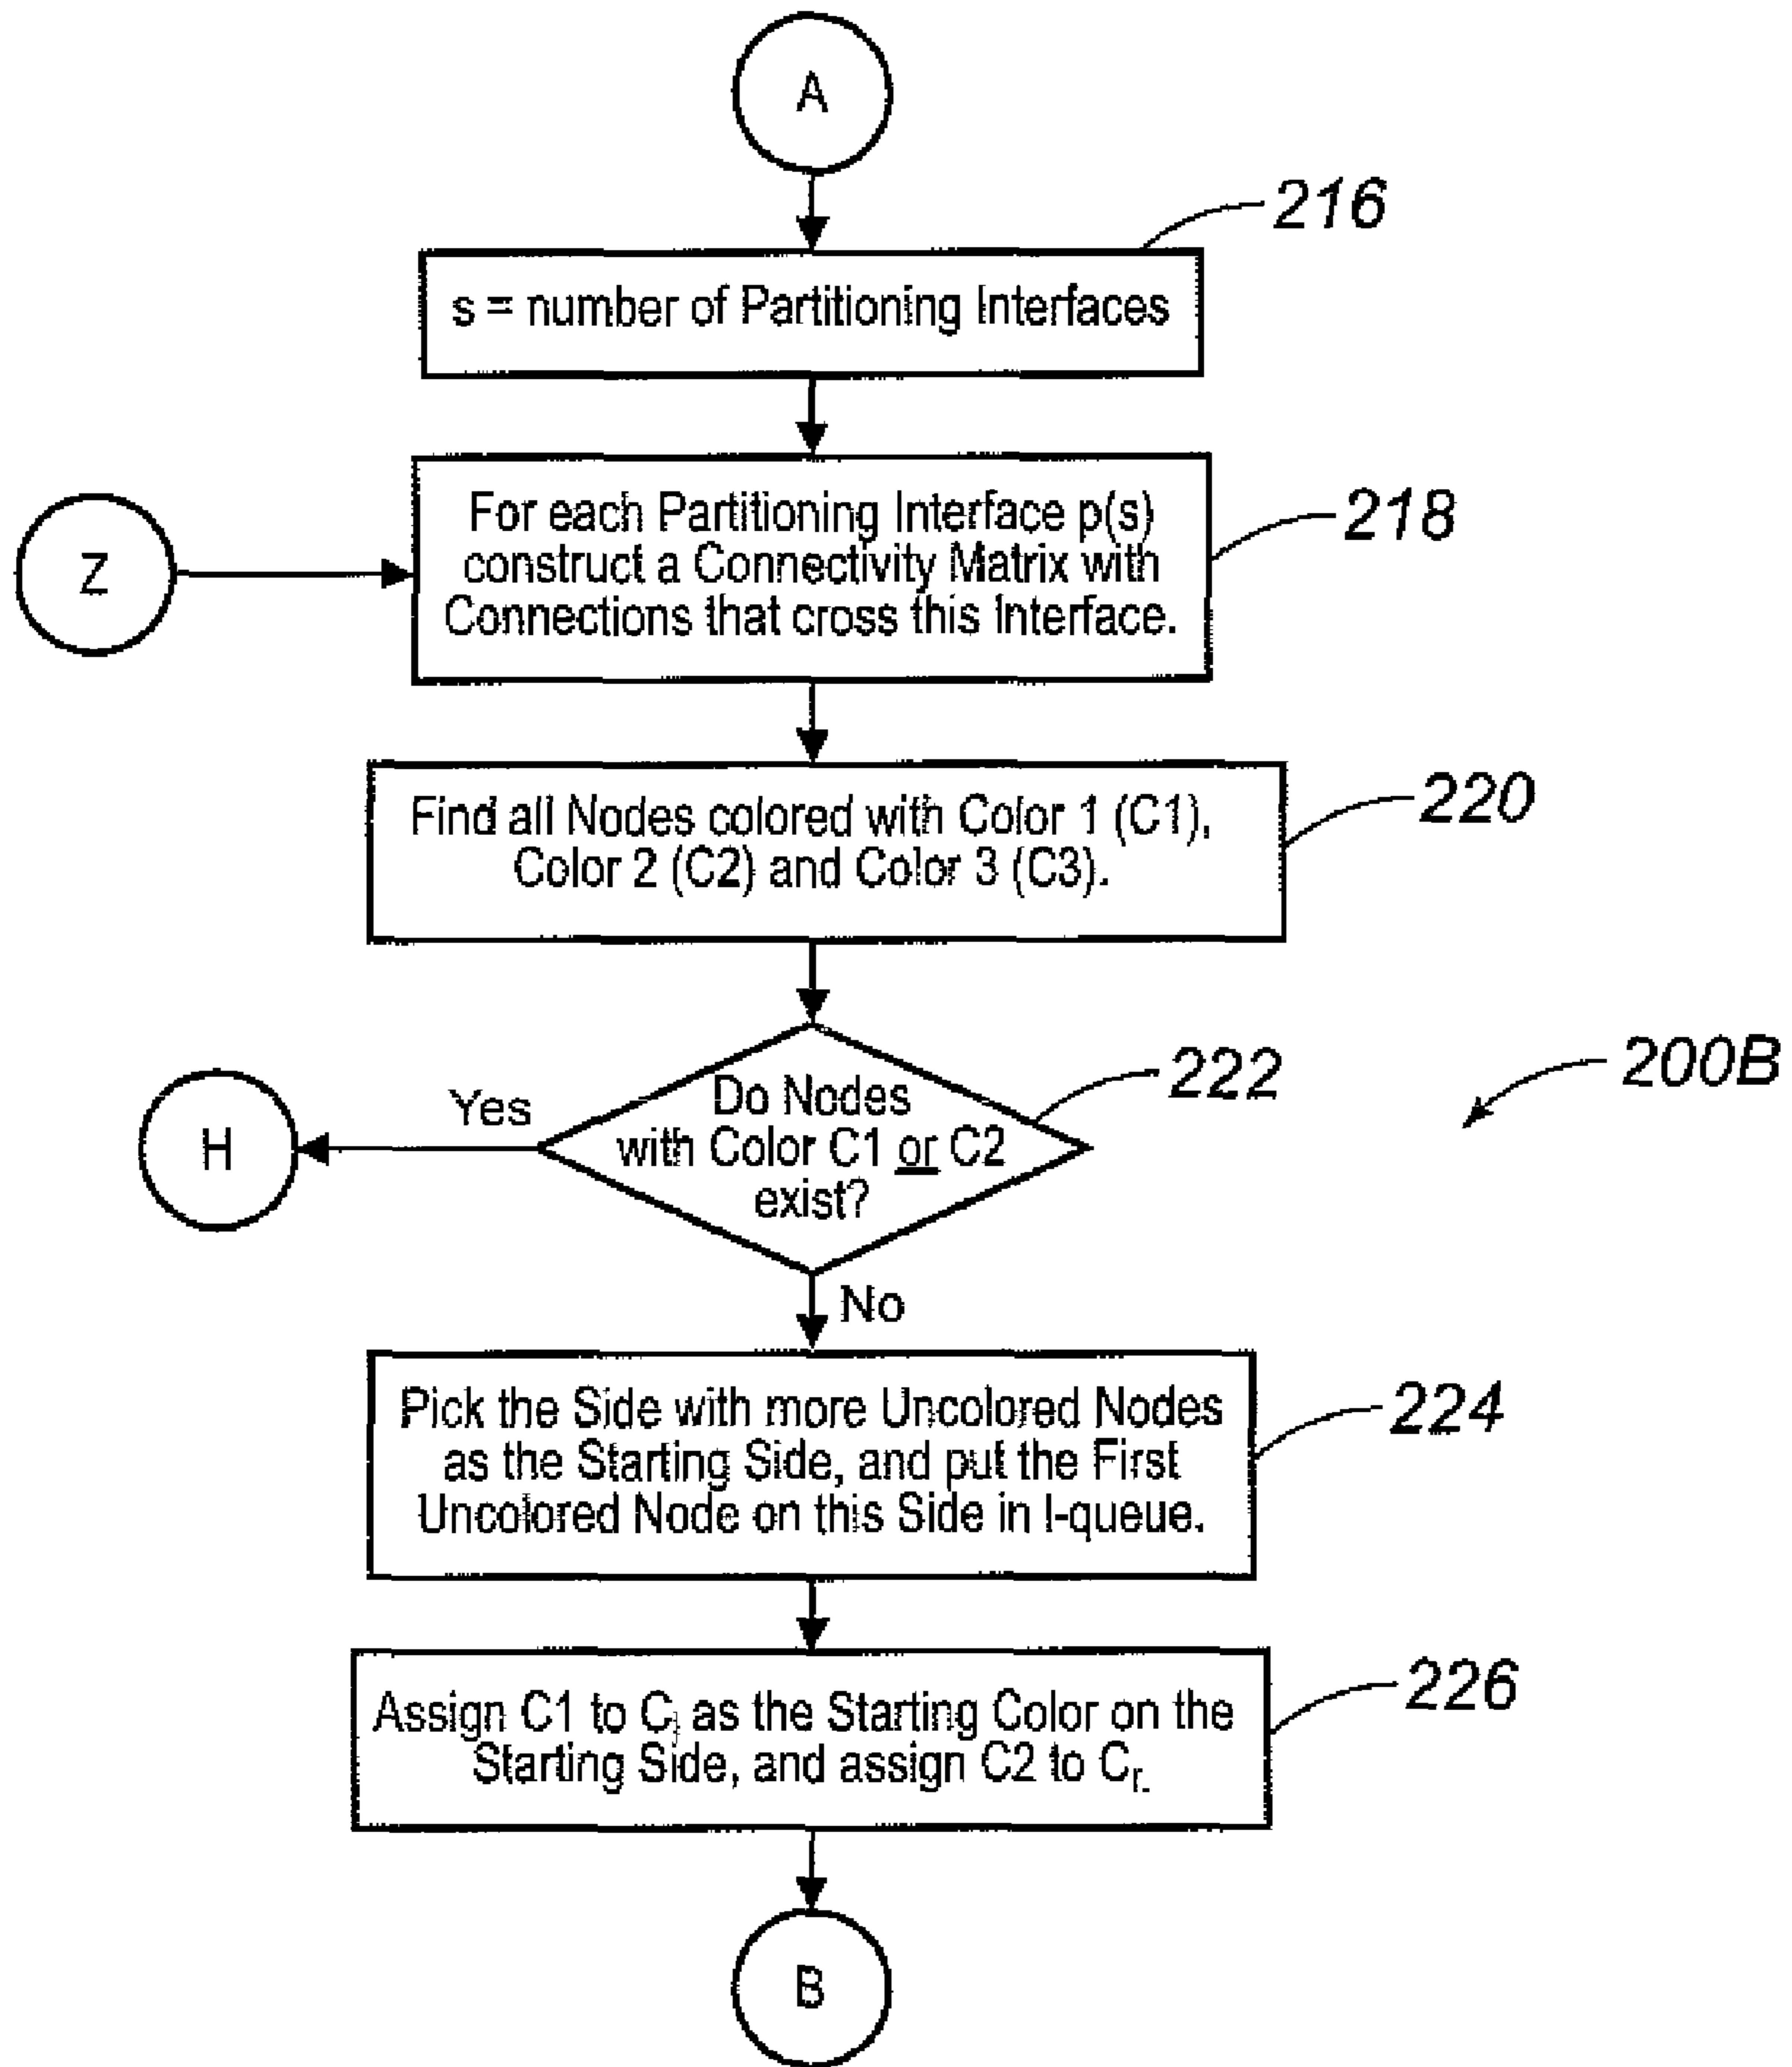 A
216
s = number of Partitioning Interfaces
Z
For each Partitioning Interface p(s)
construct a Connectivity Matrix with
Connections that cross this Interface.
218
Find all Nodes colored with Color 1 (C1),
Color 2 (C2) and Color 3 (C3).
220
222
200B
Do Nodes
with Color C1 or C2
exist?
Yes
H
No
Pick the Side with more Uncolored Nodes
as the Starting Side, and put the First
Uncolored Node on this Side in I-queue.
224
Assign C1 to Cl as the Starting Color on the
Starting Side, and assign C2 to Cr.
226
B